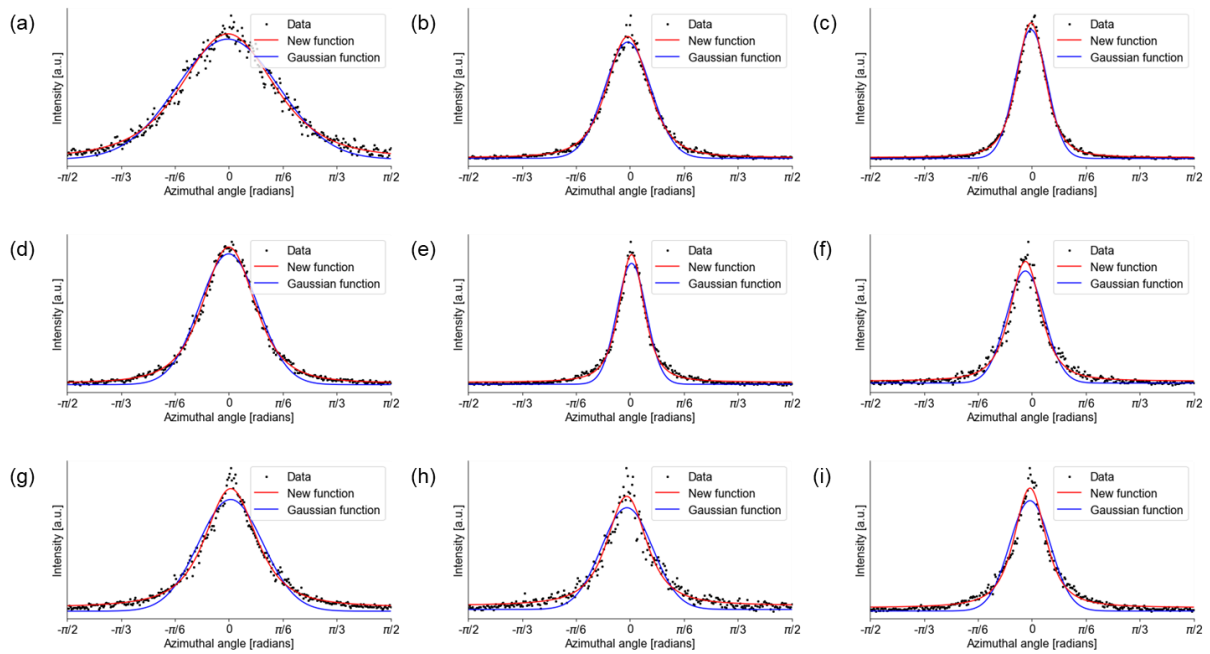 (a)
Data
New function
Gaussian function
Intensity [a.u.]
-π/2 -π/3 -π/6 0 π/6 π/3 π/2
Azimuthal angle [radians]
(b)
Data
New function
Gaussian function
Intensity [a.u.]
-π/2 -π/3 -π/6 0 π/6 π/3 π/2
Azimuthal angle [radians]
(c)
Data
New function
Gaussian function
Intensity [a.u.]
-π/2 -π/3 -π/6 0 π/6 π/3 π/2
Azimuthal angle [radians]
(d)
Data
New function
Gaussian function
Intensity [a.u.]
-π/2 -π/3 -π/6 0 π/6 π/3 π/2
Azimuthal angle [radians]
(e)
Data
New function
Gaussian function
Intensity [a.u.]
-π/2 -π/3 -π/6 0 π/6 π/3 π/2
Azimuthal angle [radians]
(f)
Data
New function
Gaussian function
Intensity [a.u.]
-π/2 -π/3 -π/6 0 π/6 π/3 π/2
Azimuthal angle [radians]
(g)
Data
New function
Gaussian function
Intensity [a.u.]
-π/2 -π/3 -π/6 0 π/6 π/3 π/2
Azimuthal angle [radians]
(h)
Data
New function
Gaussian function
Intensity [a.u.]
-π/2 -π/3 -π/6 0 π/6 π/3 π/2
Azimuthal angle [radians]
(i)
Data
New function
Gaussian function
Intensity [a.u.]
-π/2 -π/3 -π/6 0 π/6 π/3 π/2
Azimuthal angle [radians]